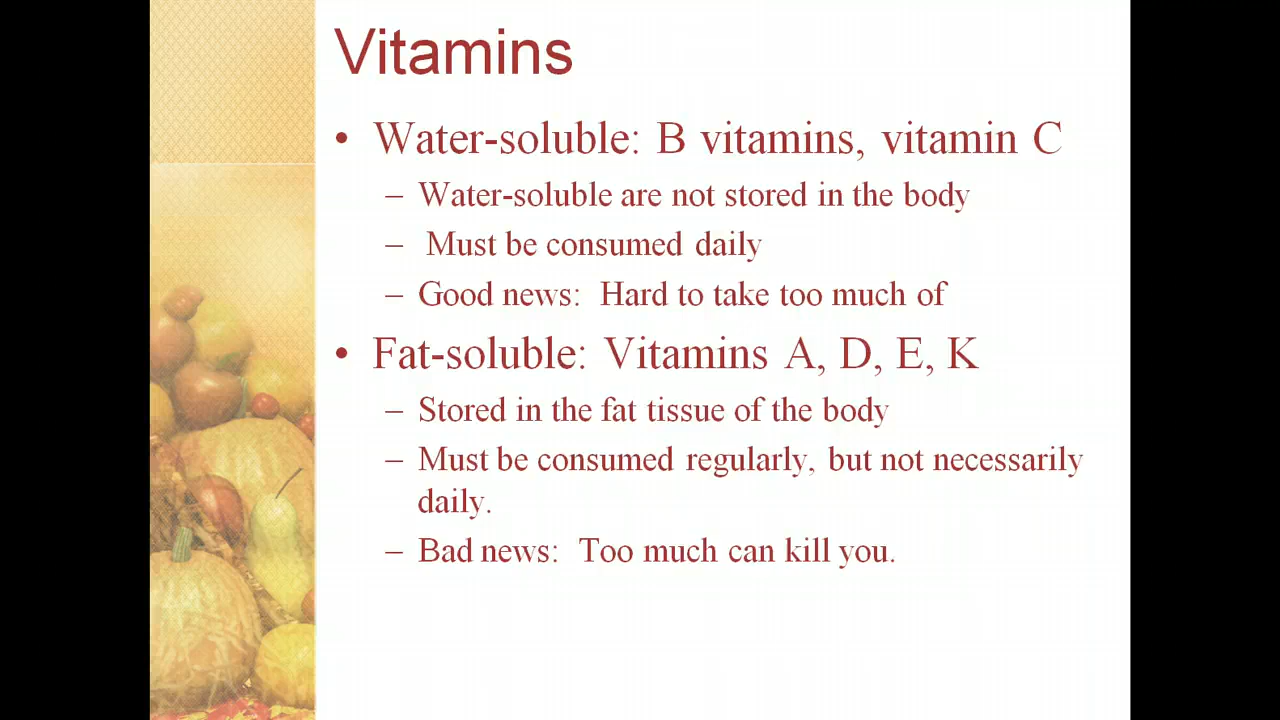 Vitamins
• Water-soluble: B vitamins, vitamin C
– Water-soluble are not stored in the body
– Must be consumed daily
– Good news: Hard to take too much of
• Fat-soluble: Vitamins A, D, E, K
– Stored in the fat tissue of the body
– Must be consumed regularly, but not necessarily
daily.
– Bad news: Too much can kill you.